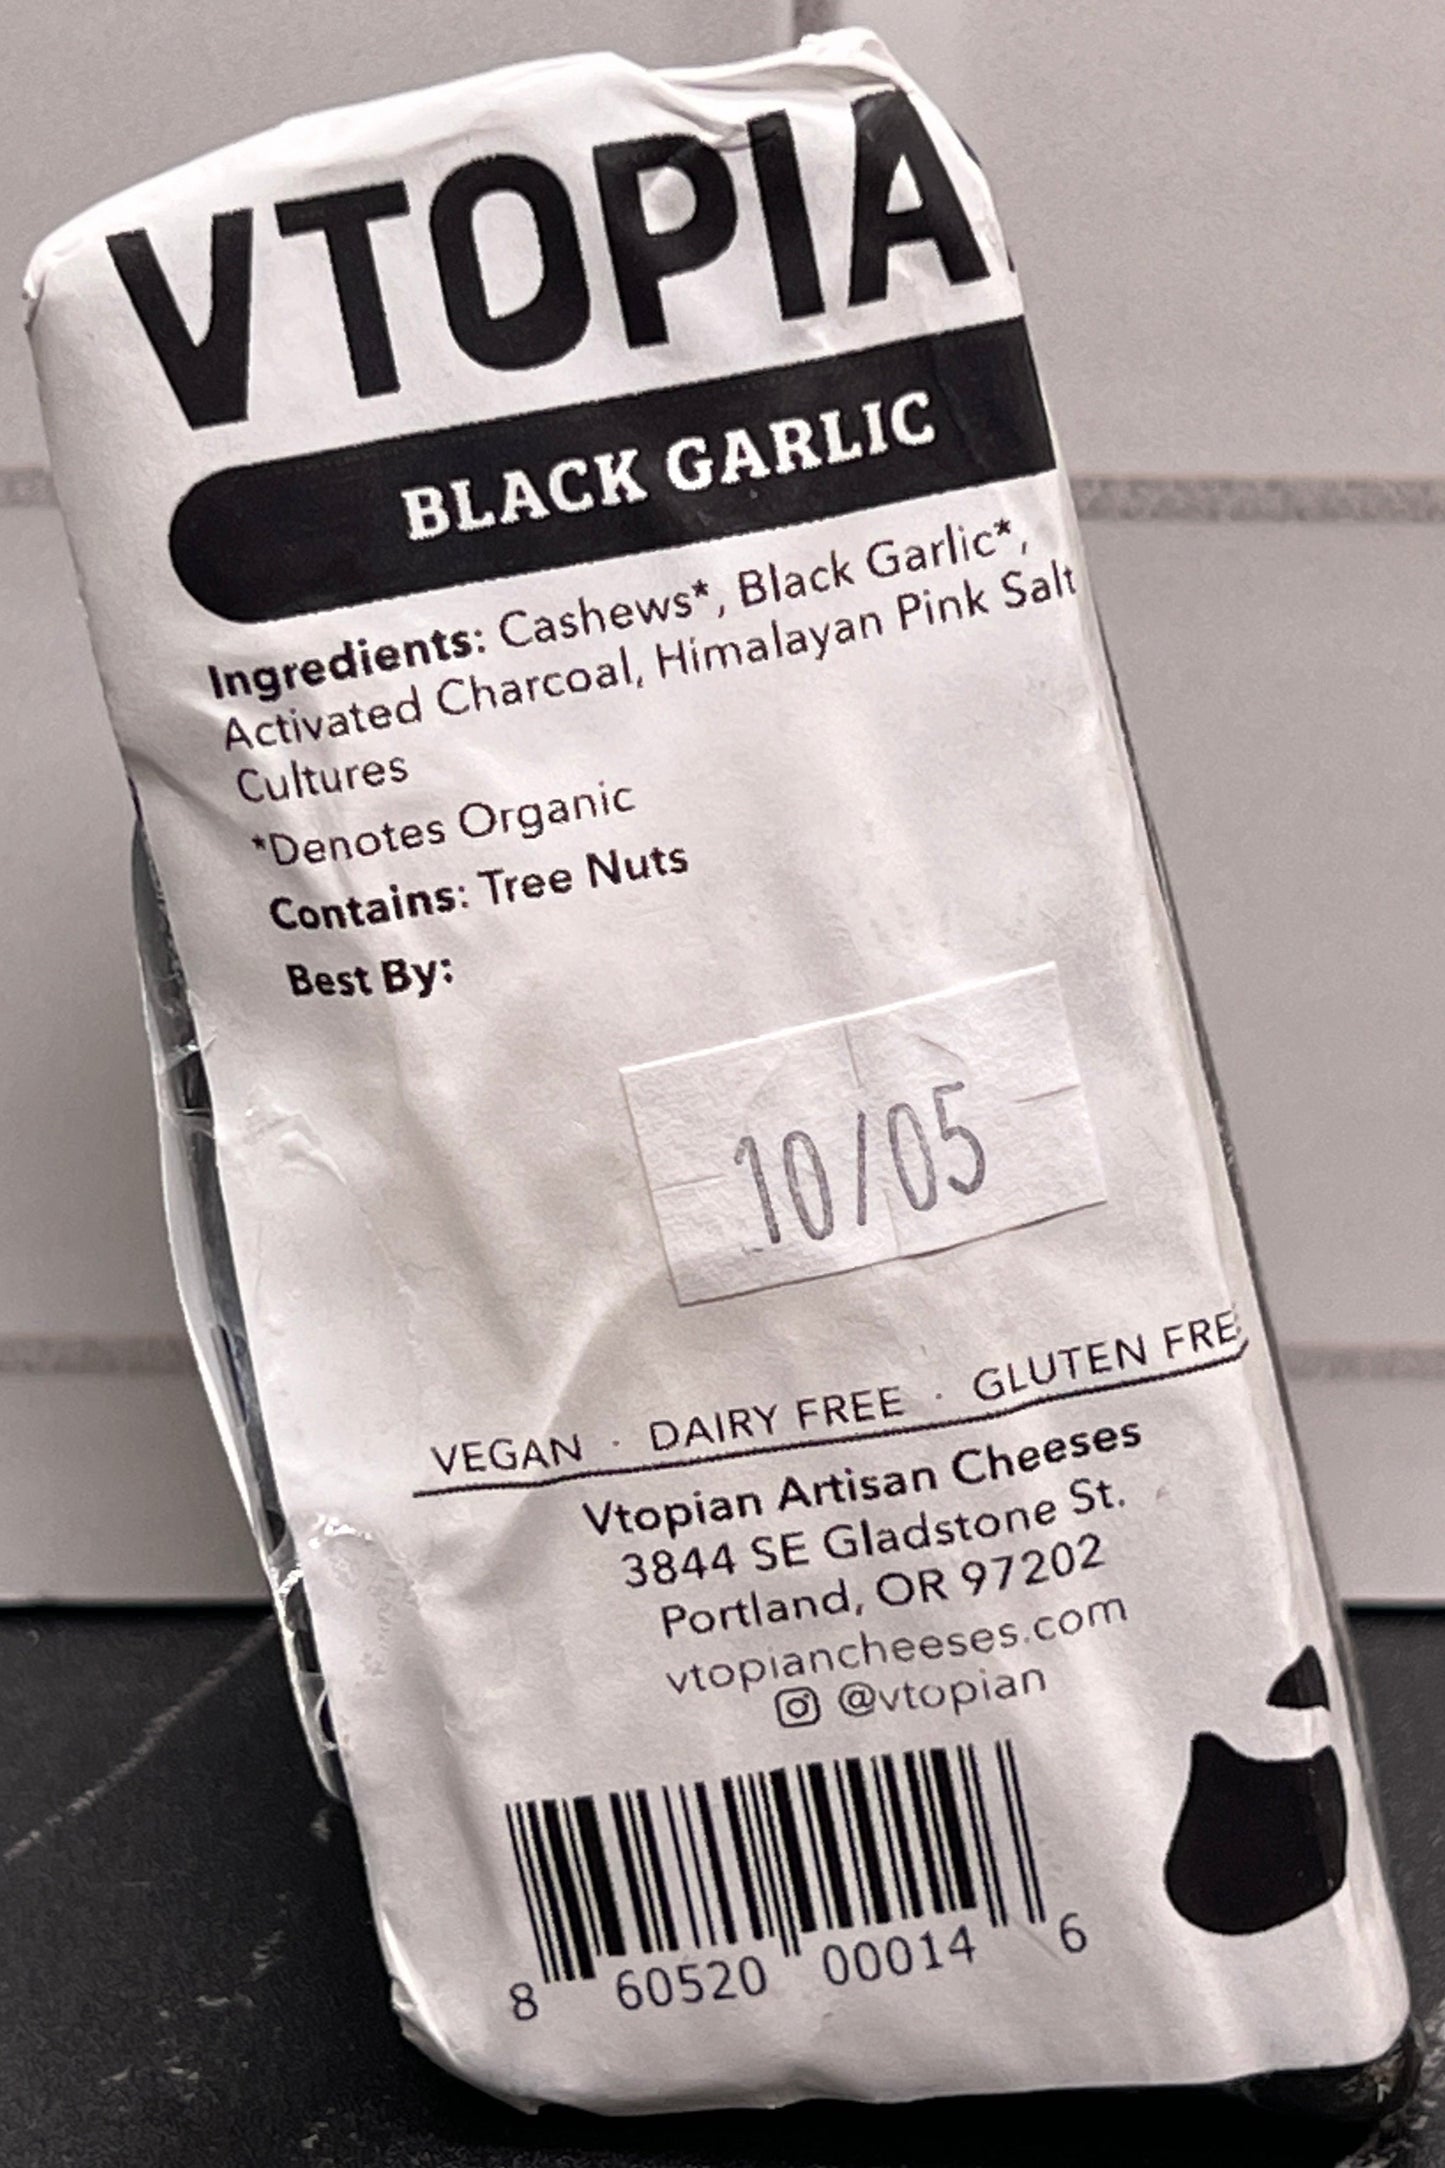 VTOPIA
BLACK GARLIC
Ingredients: Cashews*, Black Garlic*,
Activated Charcoal, Himalayan Pink Salt
Cultures
*Denotes Organic
Contains: Tree Nuts
Best By:
10/05
VEGAN · DAIRY FREE · GLUTEN FRE
Vtopian Artisan Cheeses
3844 SE Gladstone St.
Portland, OR 97202
vtopiancheeses.com
@vtopian
8 60520 00014 6